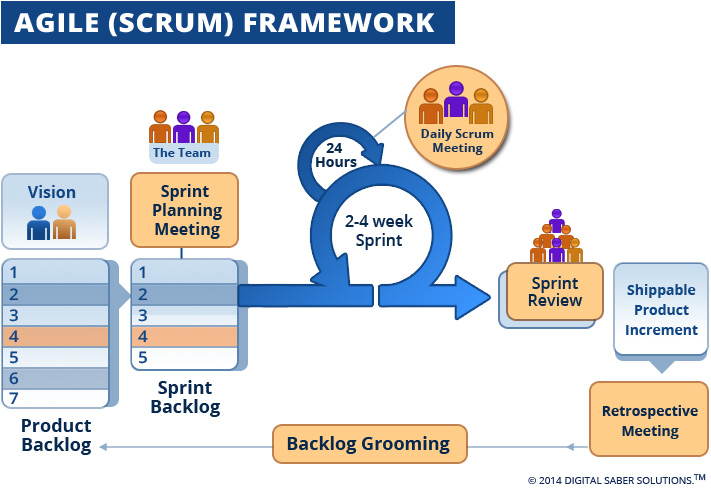 AGILE (SCRUM) FRAMEWORK
The Team
24
Hours
Daily Scrum
Meeting
Vision
Sprint
Planning
Meeting
2-4 week
Sprint
1
2
3
4
5
6
7
Product
Backlog
1
2
3
4
5
Sprint
Backlog
Sprint
Review
Shippable
Product
Increment
Retrospective
Meeting
Backlog Grooming
© 2014 DIGITAL SABER SOLUTIONS.™